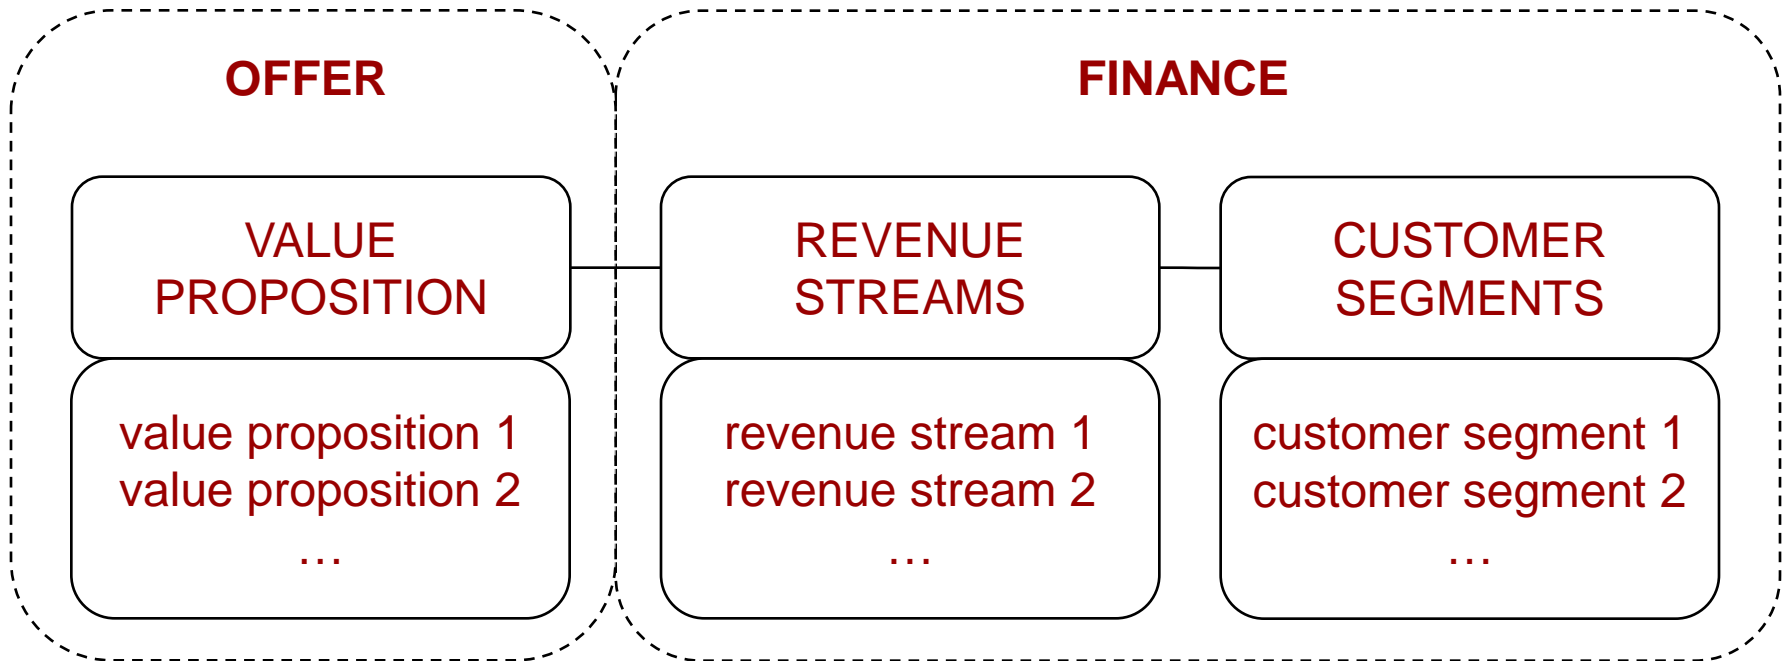 OFFER
FINANCE
VALUE
PROPOSITION
REVENUE
STREAMS
CUSTOMER
SEGMENTS
value proposition 1
value proposition 2
…
revenue stream 1
revenue stream 2
…
customer segment 1
customer segment 2
…